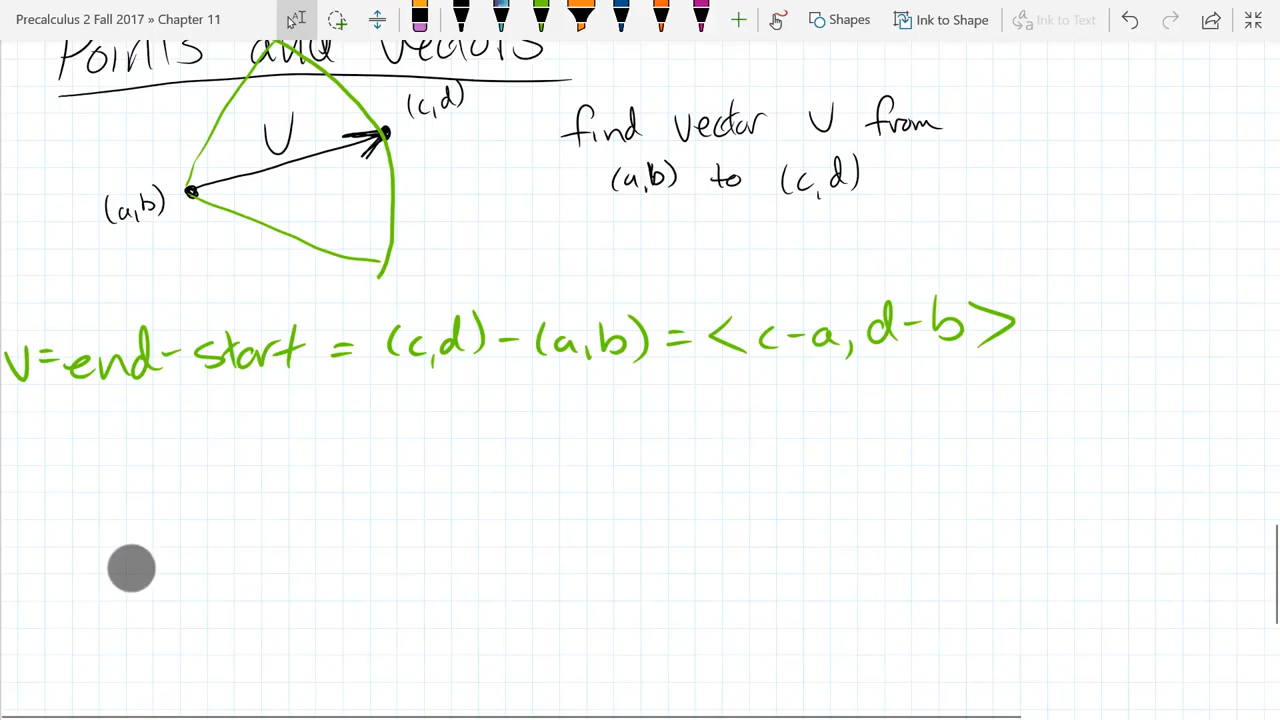 Precalculus 2 Fall 2017 » Chapter 11
Shapes
Ink to Shape
Ink to Text
Points and vectors
(c,d)
U
(a,b)
find vector U from
(a,b) to (c,d)
v=end-start = (c,d)-(a,b) = <c-a, d-b>